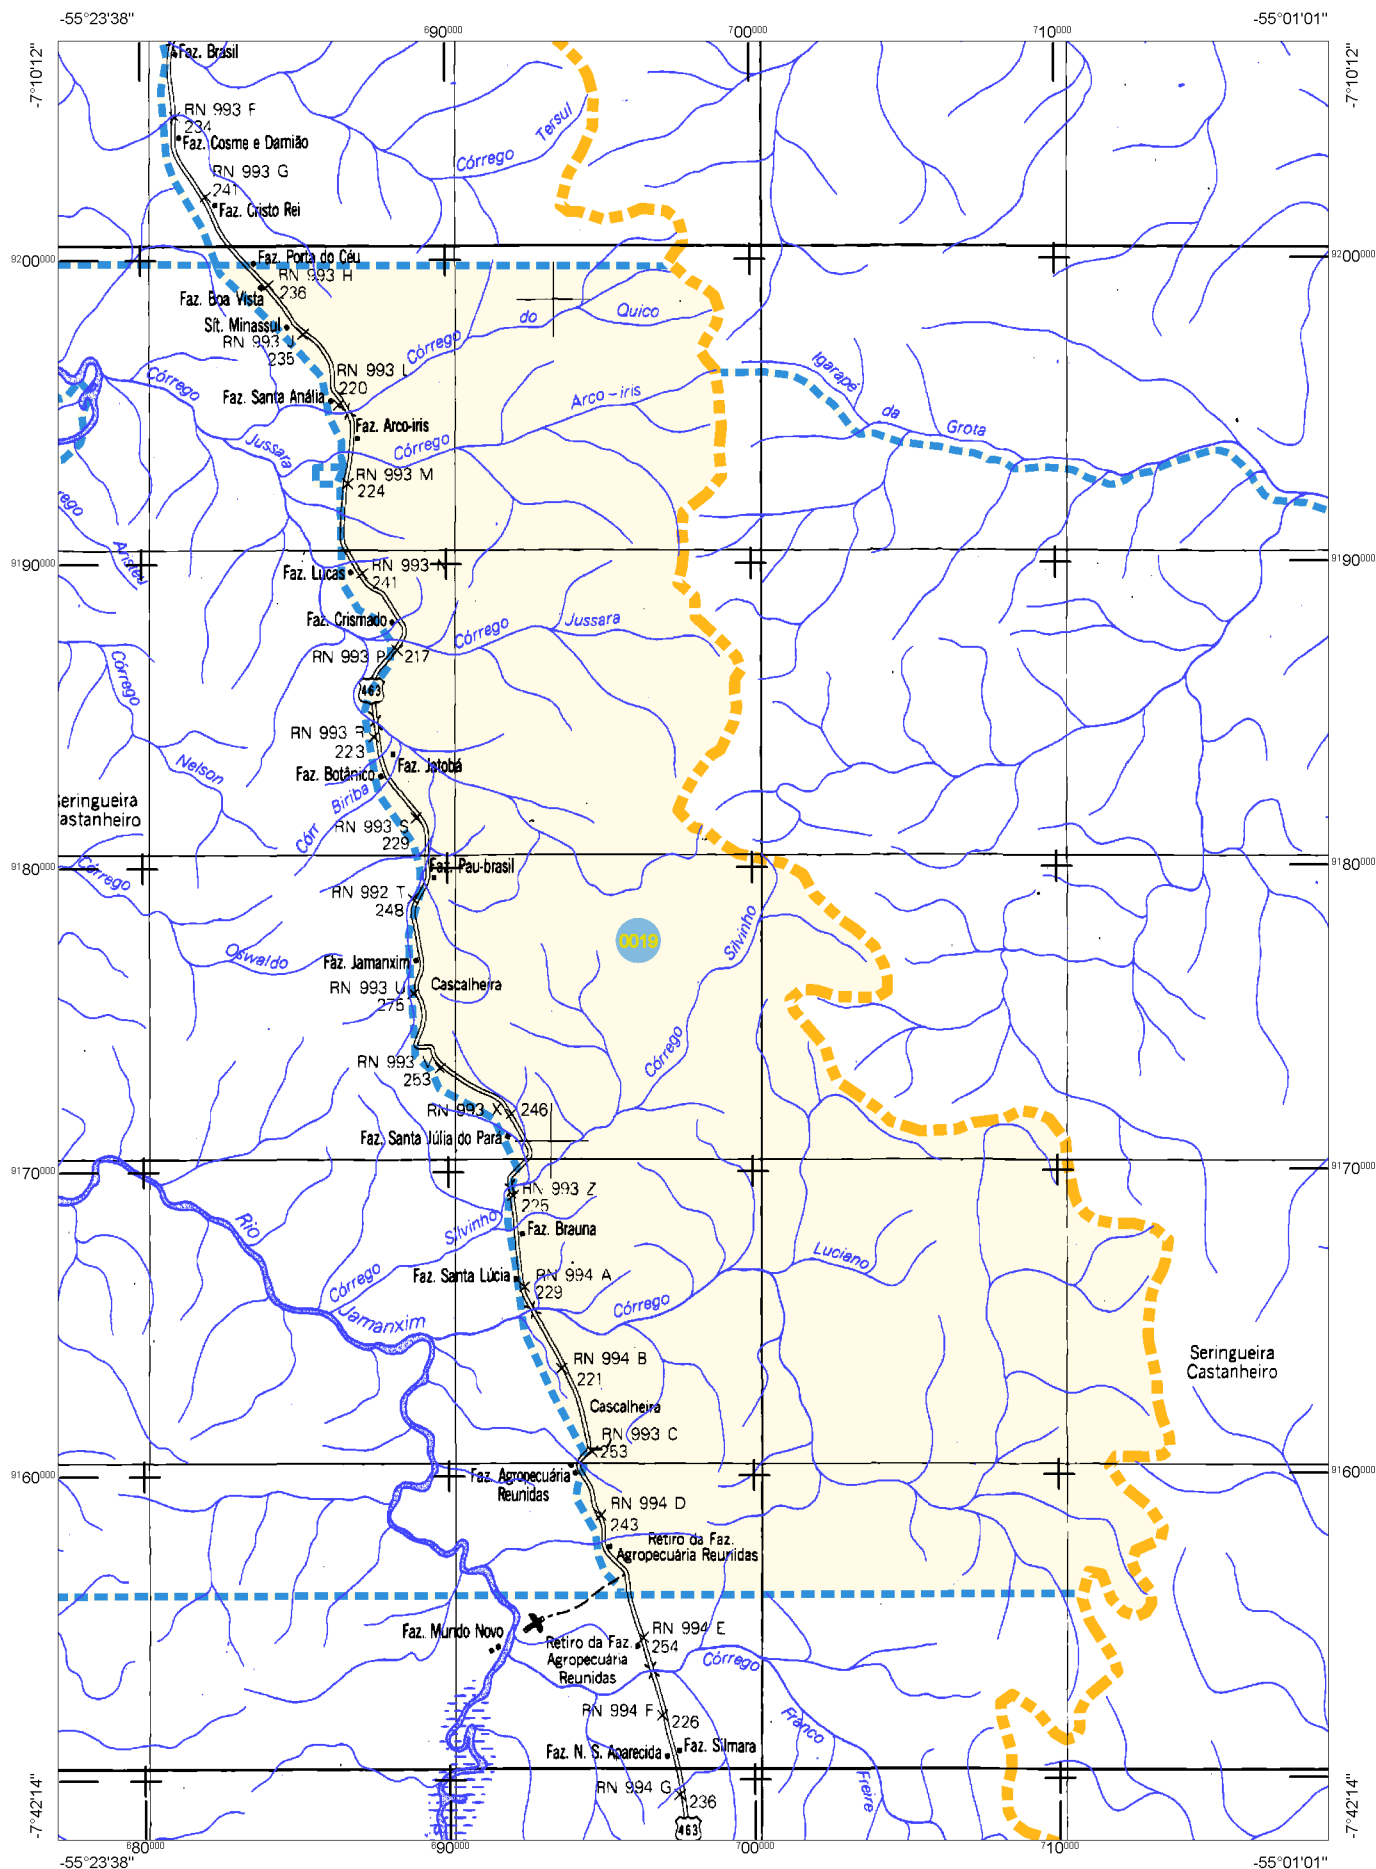 -55°23'38"
690000
700000
710000
-55°01'01"
-7°10'12"
-7°10'12"
Faz. Brasil
RN 993 F
234
Faz. Cosme e Damião
Córrego Tersul
RN 993 G
241
Faz. Cristo Rei
9200000
9200000
Faz. Porta do Céu
RN 993 H
236
Faz. Boa Vista
Córrego do Quico
Sít. Minassul
RN 993 J
235
RN 993 L
220
Igarapé da Grota
Córrego Jussara
Faz. Santa Anália
Córrego Arco-iris
Faz. Arco-iris
RN 993 M
224
rego Aristeu
9190000
9190000
Faz. Lucas
RN 993 N
241
Faz. Crismado
Córrego Jussara
RN 993 P
217
463
Córrego Nelson
RN 993 R
223
Faz. Jatobá
Faz. Botânico
Córr Biriba
Seringueira
Castanheiro
RN 993 S
229
9180000
9180000
Faz. Pau-brasil
Córrego Oswaldo
RN 992 T
248
0019
Córrego Silvinho
Faz. Jamanxim
RN 993 U
275
Cascalheira
RN 993 V
253
RN 993 X
246
Faz. Santa Júlia do Pará
9170000
9170000
RN 993 Z
225
Rio Jamanxim
Córrego Silvinho
Faz. Brauna
Faz. Santa Lúcia
RN 994 A
229
Córrego Luciano
RN 994 B
221
Seringueira
Castanheiro
Cascalheira
RN 993 C
253
9160000
9160000
Faz. Agropecuária
Reunidas
RN 994 D
243
Retiro da Faz.
Agropecuária Reunidas
Faz. Mundo Novo
RN 994 E
254
Retiro da Faz.
Agropecuária
Reunidas
Córrego Franco Freire
RN 994 F
226
Faz. N. S. Aparecida
Faz. Silmara
RN 994 G
236
463
-7°42'14"
-7°42'14"
680000
690000
700000
710000
-55°23'38"
-55°01'01"